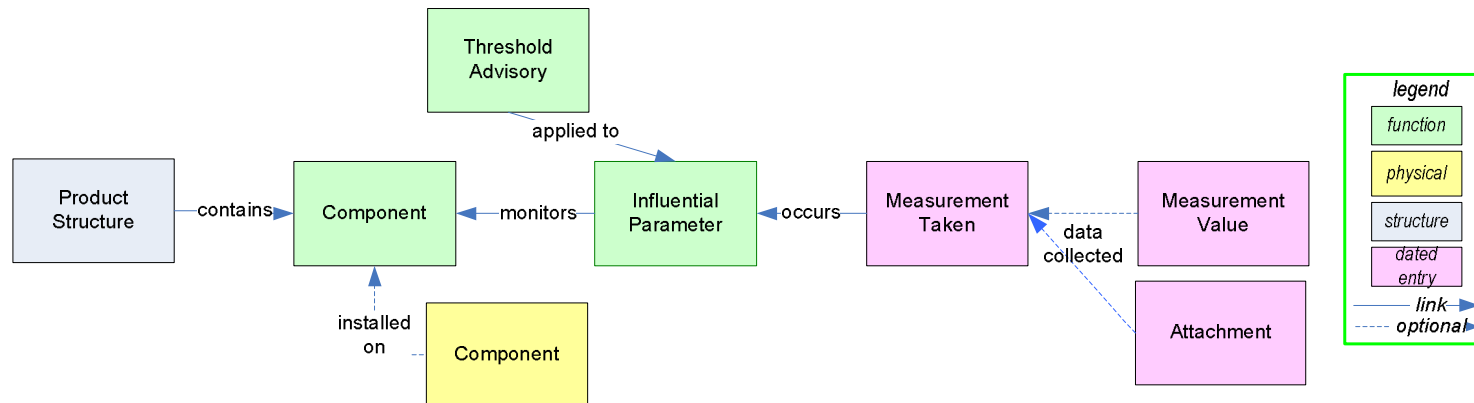 Threshold
Advisory
applied to
Product
Structure
contains
Component
monitors
Influential
Parameter
occurs
Measurement
Taken
data
collected
Measurement
Value
installed
on
Component
Attachment
legend
function
physical
structure
dated
entry
link
optional